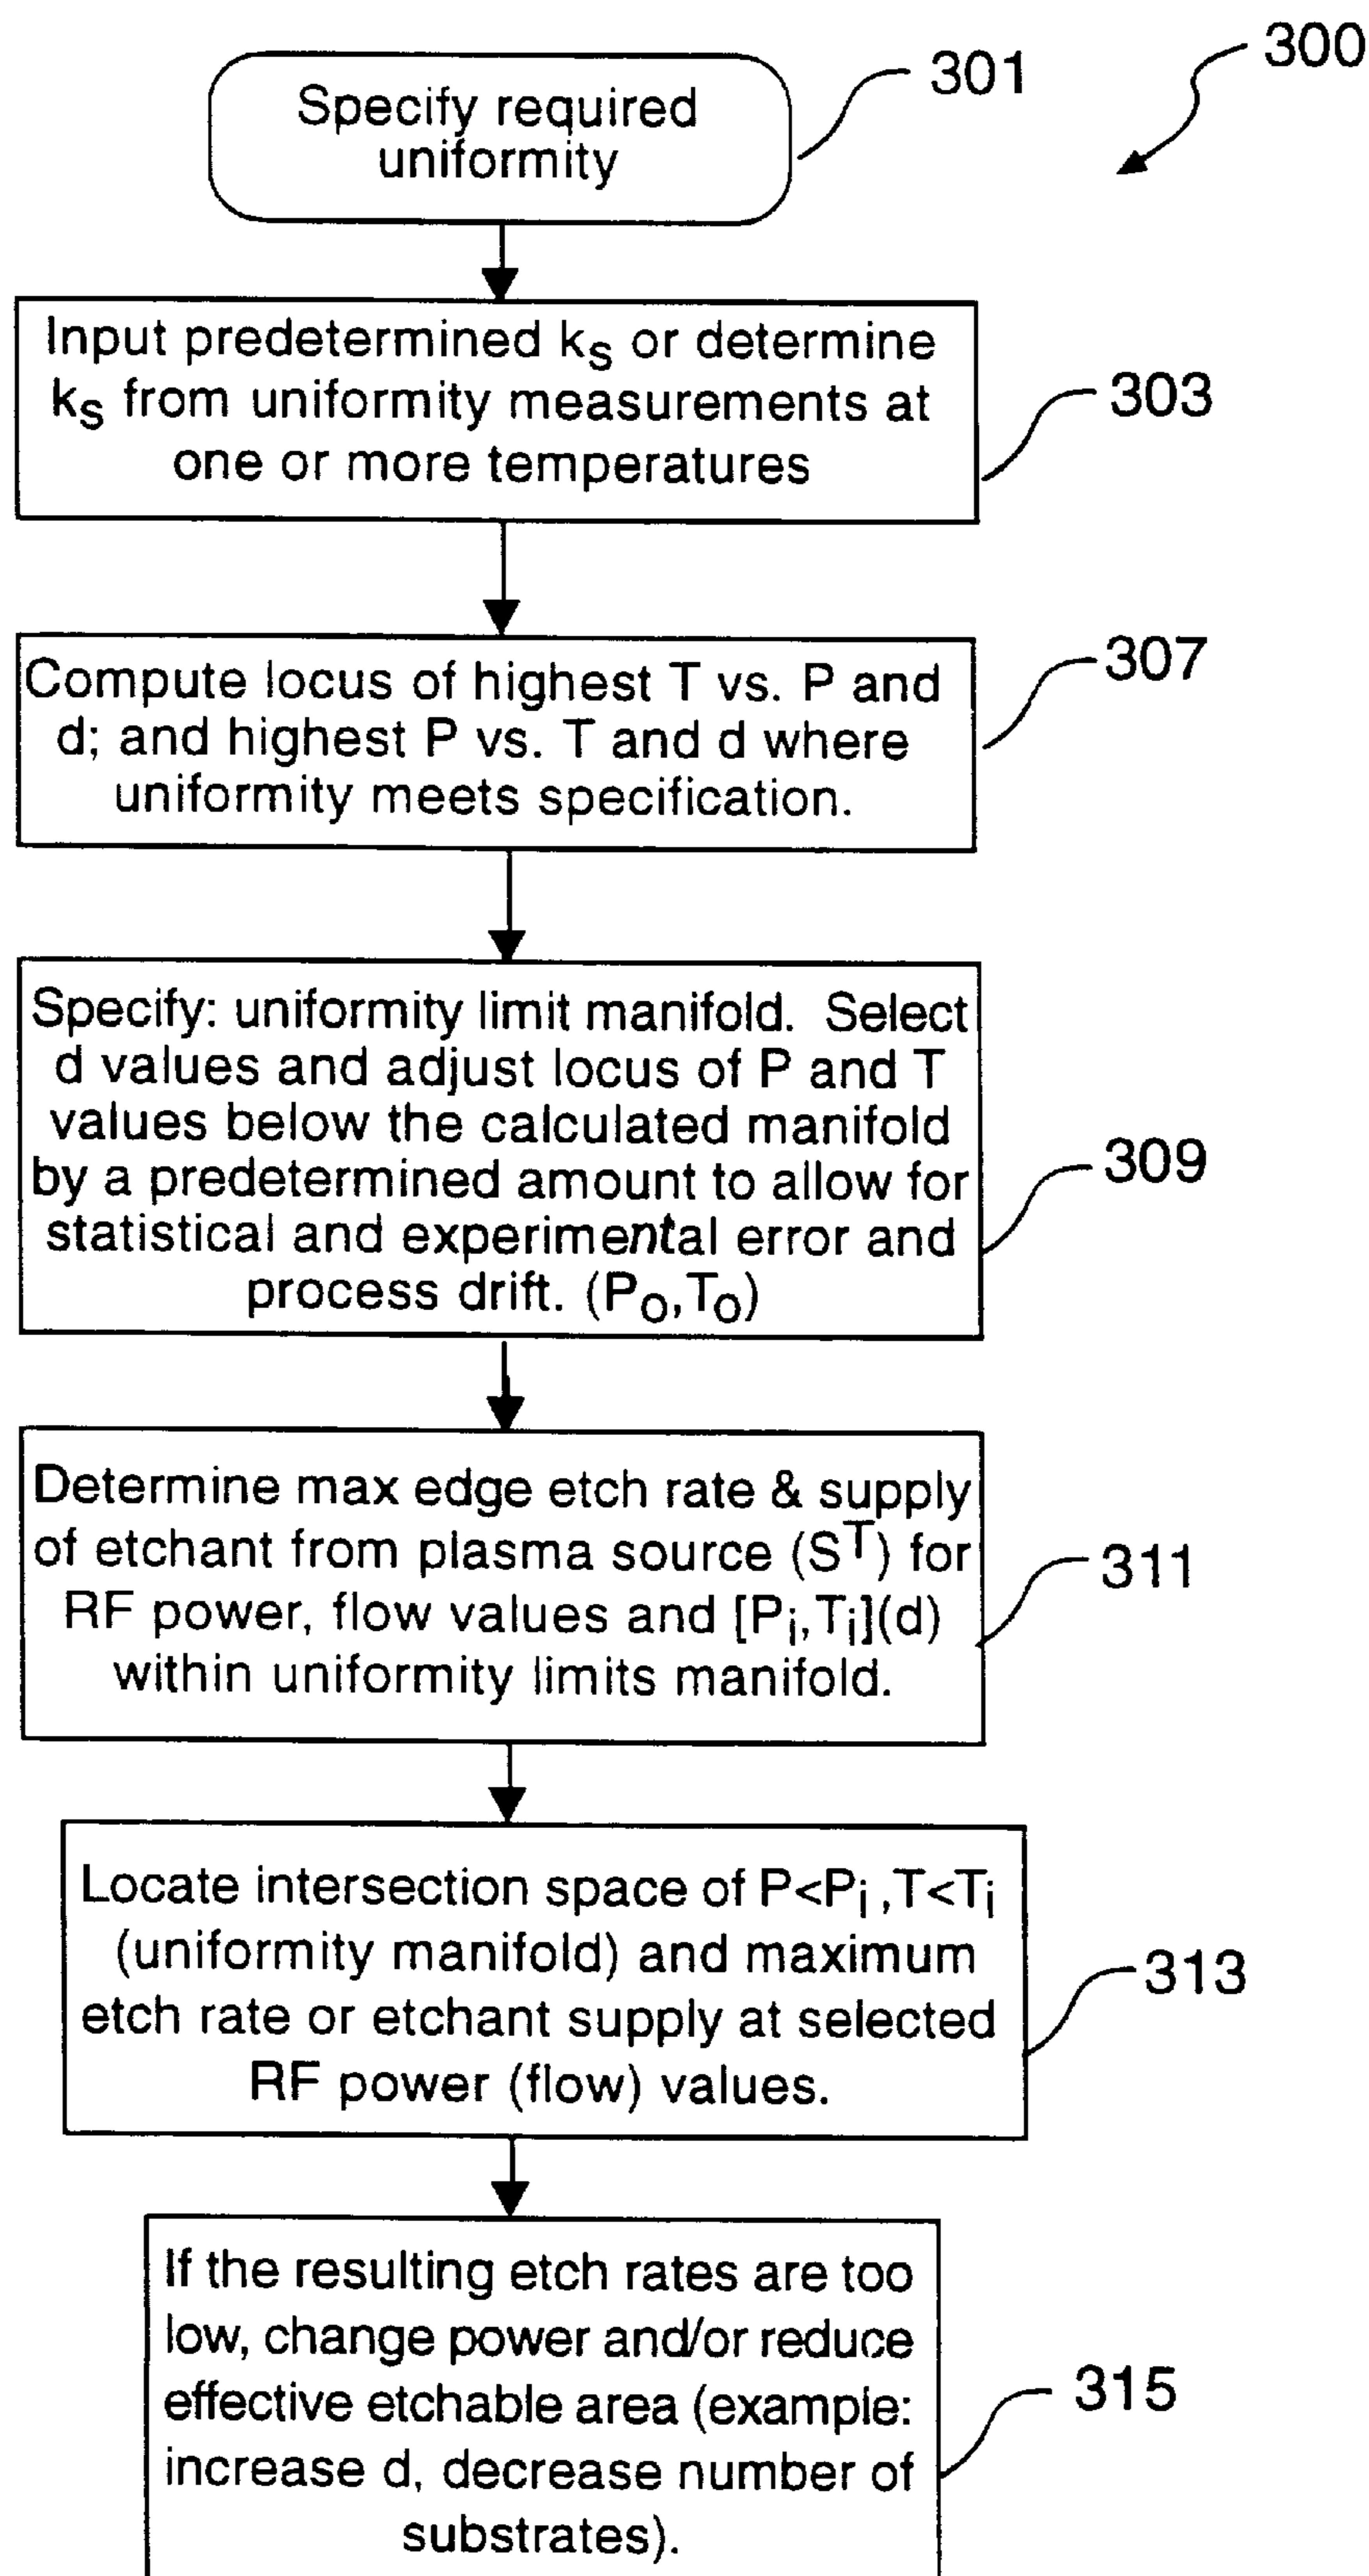 300
Specify required
uniformity
301
Input predetermined kS or determine
kS from uniformity measurements at
one or more temperatures
303
Compute locus of highest T vs. P and
d; and highest P vs. T and d where
uniformity meets specification.
307
Specify: uniformity limit manifold. Select
d values and adjust locus of P and T
values below the calculated manifold
by a predetermined amount to allow for
statistical and experimental error and
process drift. (PO,TO)
309
Determine max edge etch rate & supply
of etchant from plasma source (S^T) for
RF power, flow values and [Pi,Ti](d)
within uniformity limits manifold.
311
Locate intersection space of P<Pi ,T<Ti
(uniformity manifold) and maximum
etch rate or etchant supply at selected
RF power (flow) values.
313
If the resulting etch rates are too
low, change power and/or reduce
effective etchable area (example:
increase d, decrease number of
substrates).
315